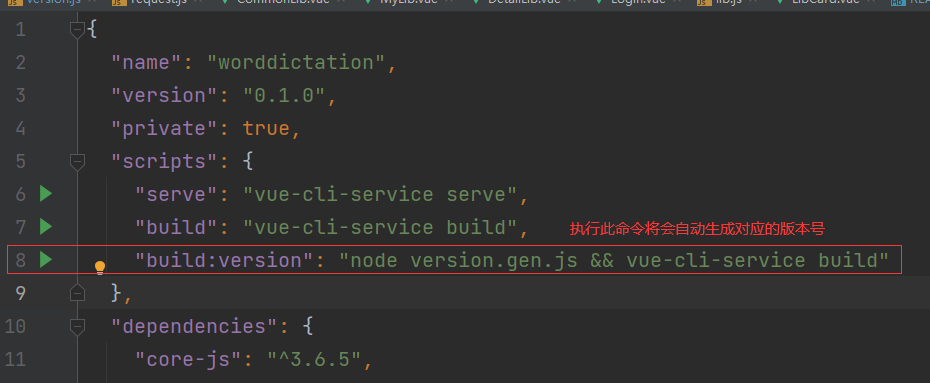 version.js request.js CommonLib.vue MyLib.vue DetailLib.vue Login.vue lib.js LibCard.vue
1 {
2 "name": "worddictation",
3 "version": "0.1.0",
4 "private": true,
5 "scripts": {
6 "serve": "vue-cli-service serve",
7 "build": "vue-cli-service build", 执行此命令将会自动生成对应的版本号
8 "build:version": "node version.gen.js && vue-cli-service build"
9 },
10 "dependencies": {
11 "core-js": "^3.6.5",